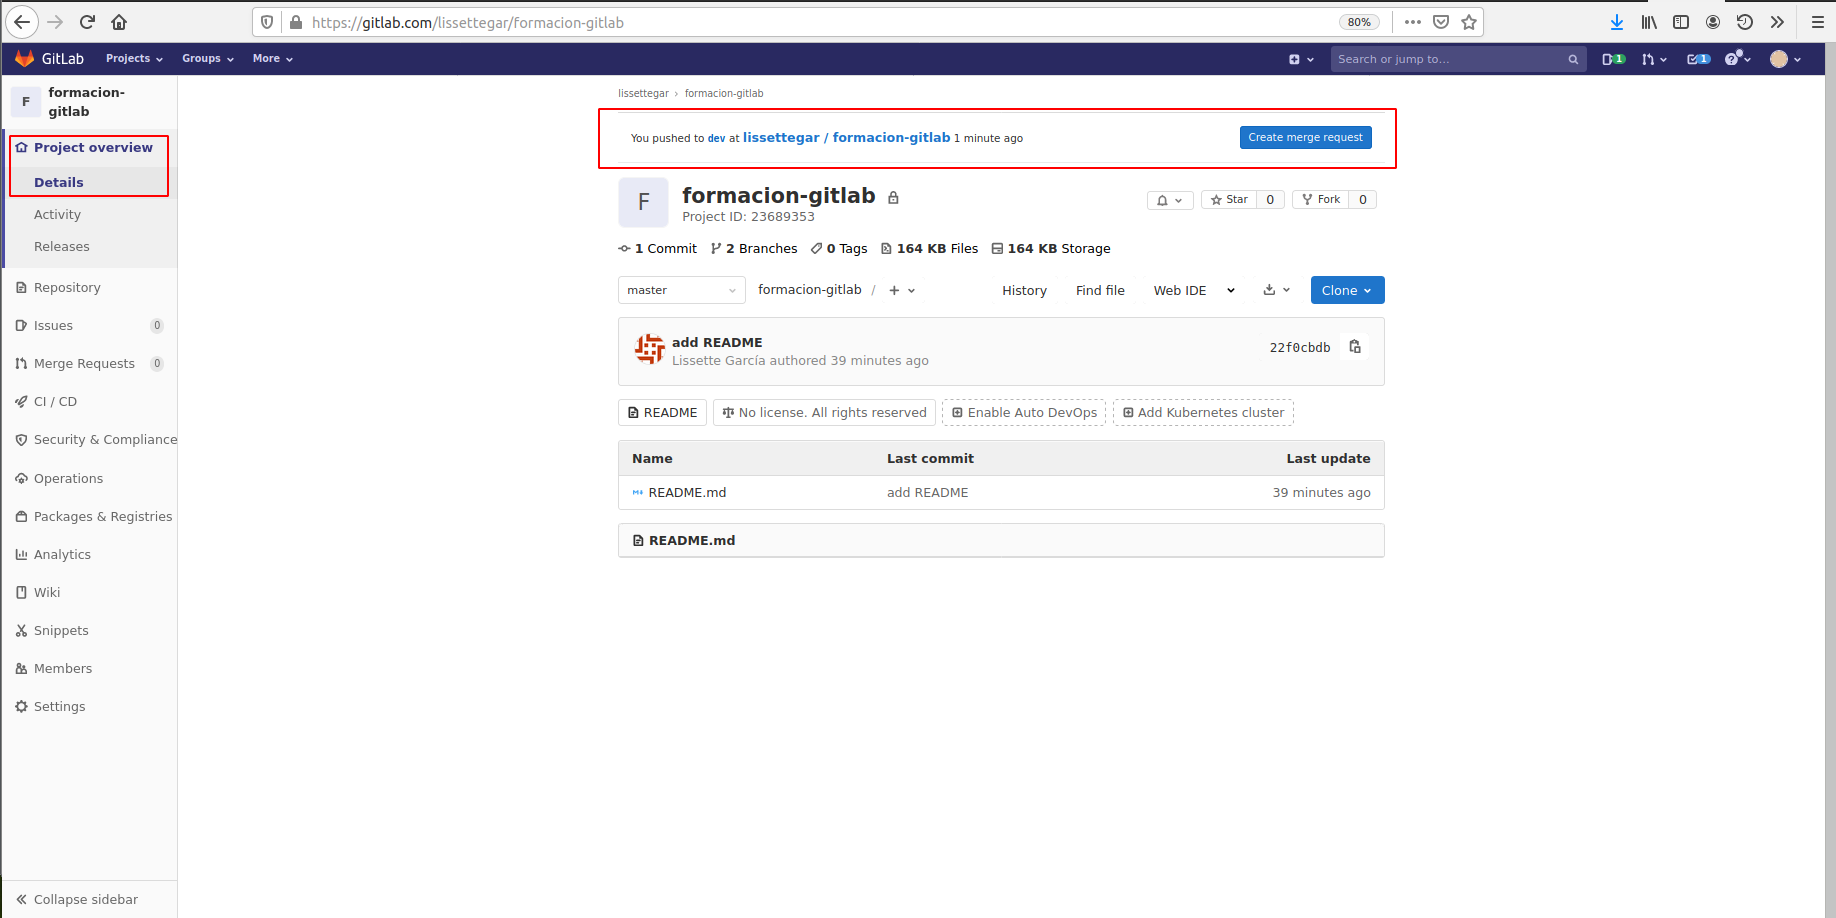 https://gitlab.com/lissettegar/formacion-gitlab
80%
GitLab
Projects
Groups
More
Search or jump to...
1
1
F
formacion-
gitlab
Project overview
Details
Activity
Releases
Repository
Issues 0
Merge Requests 0
CI / CD
Security & Compliance
Operations
Packages & Registries
Analytics
Wiki
Snippets
Members
Settings
Collapse sidebar
lissettegar › formacion-gitlab
You pushed to dev at lissettegar / formacion-gitlab 1 minute ago
Create merge request
F
formacion-gitlab
Project ID: 23689353
Star 0
Fork 0
1 Commit 2 Branches 0 Tags 164 KB Files 164 KB Storage
master
formacion-gitlab /
History
Find file
Web IDE
Clone
add README
Lissette García authored 39 minutes ago
22f0cbdb
README
No license. All rights reserved
Enable Auto DevOps
Add Kubernetes cluster
Name Last commit Last update
README.md add README 39 minutes ago
README.md